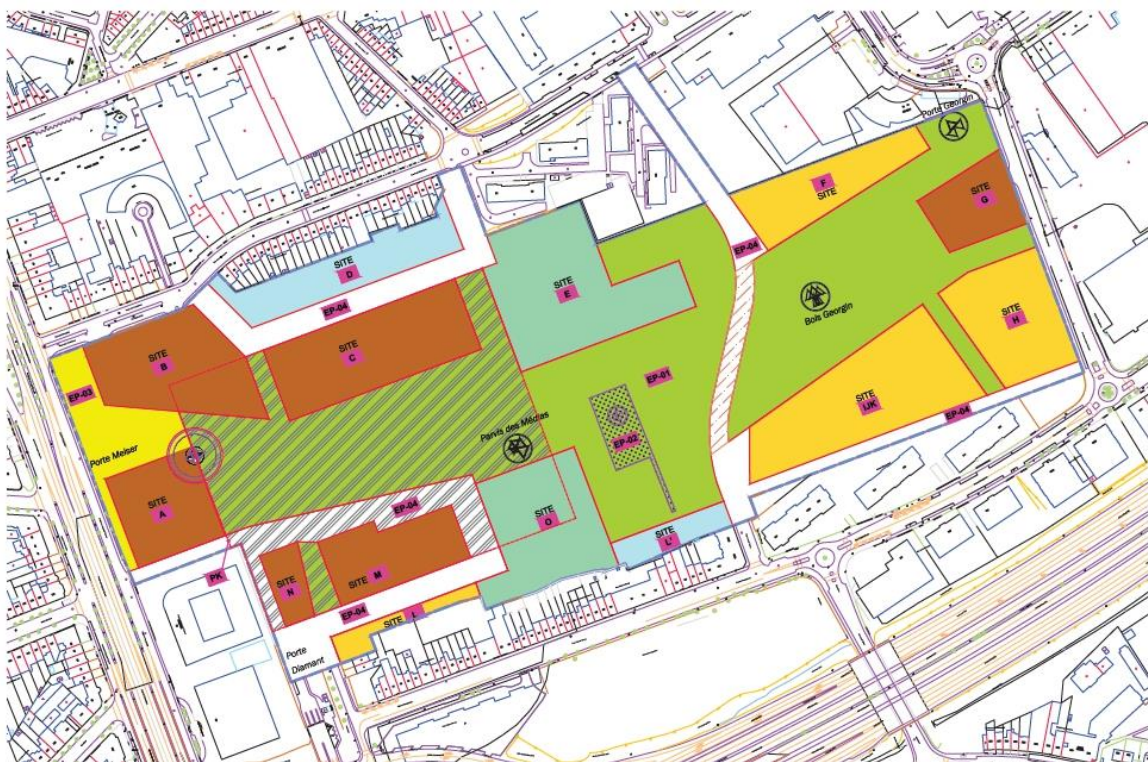 Porte Georgin
F
SITE
SITE
G
EP-04
SITE
D
EP-04
SITE
E
Bois Georgin
SITE
H
SITE
B
SITE
C
EP-03
EP-01
SITE
IJK
EP-04
Porte Meiser
Parvis des Médias
EP-02
SITE
A
EP-04
SITE
O
SITE
L'
PK
SITE
N
SITE
M
EP-04
L
SITE
Porte
Diamant